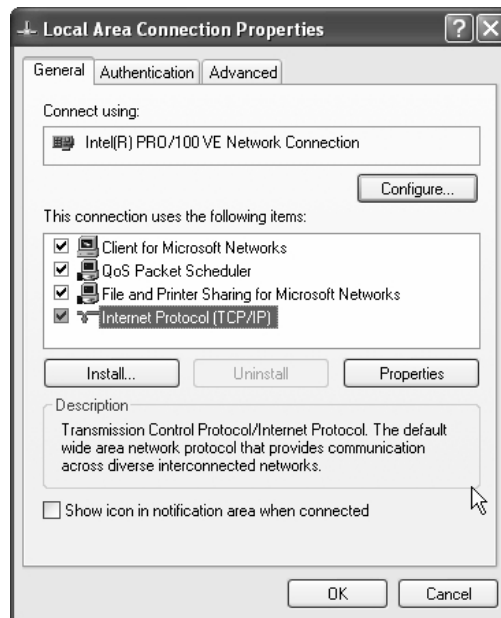 Local Area Connection Properties
General Authentication Advanced
Connect using:
Intel(R) PRO/100 VE Network Connection
Configure...
This connection uses the following items:
Client for Microsoft Networks
QoS Packet Scheduler
File and Printer Sharing for Microsoft Networks
Internet Protocol (TCP/IP)
Install... Uninstall Properties
Description
Transmission Control Protocol/Internet Protocol. The default
wide area network protocol that provides communication
across diverse interconnected networks.
Show icon in notification area when connected
OK Cancel